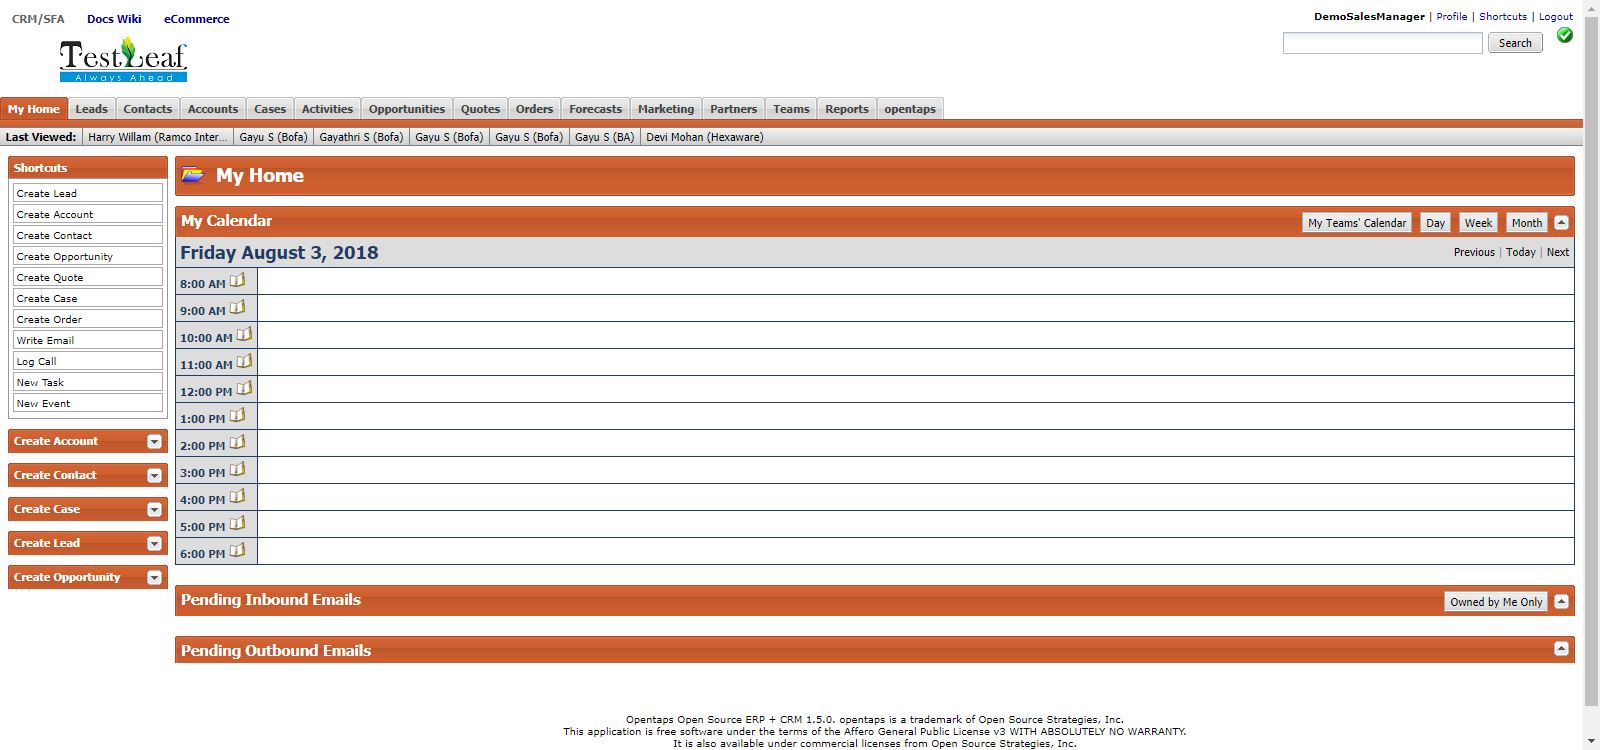 CRM/SFA Docs Wiki eCommerce
DemoSalesManager | Profile | Shortcuts | Logout
Search
TestLeaf
Always Ahead
My Home Leads Contacts Accounts Cases Activities Opportunities Quotes Orders Forecasts Marketing Partners Teams Reports opentaps
Last Viewed: Harry Willam (Ramco Inter... Gayu S (Bofa) Gayathri S (Bofa) Gayu S (Bofa) Gayu S (Bofa) Gayu S (BA) Devi Mohan (Hexaware)
Shortcuts
Create Lead
Create Account
Create Contact
Create Opportunity
Create Quote
Create Case
Create Order
Write Email
Log Call
New Task
New Event
Create Account
Create Contact
Create Case
Create Lead
Create Opportunity
My Home
My Calendar My Teams' Calendar Day Week Month
Friday August 3, 2018 Previous | Today | Next
8:00 AM
9:00 AM
10:00 AM
11:00 AM
12:00 PM
1:00 PM
2:00 PM
3:00 PM
4:00 PM
5:00 PM
6:00 PM
Pending Inbound Emails Owned by Me Only
Pending Outbound Emails
Opentaps Open Source ERP + CRM 1.5.0. opentaps is a trademark of Open Source Strategies, Inc.
This application is free software under the terms of the Affero General Public License v3 WITH ABSOLUTELY NO WARRANTY.
It is also available under commercial licenses from Open Source Strategies, Inc.